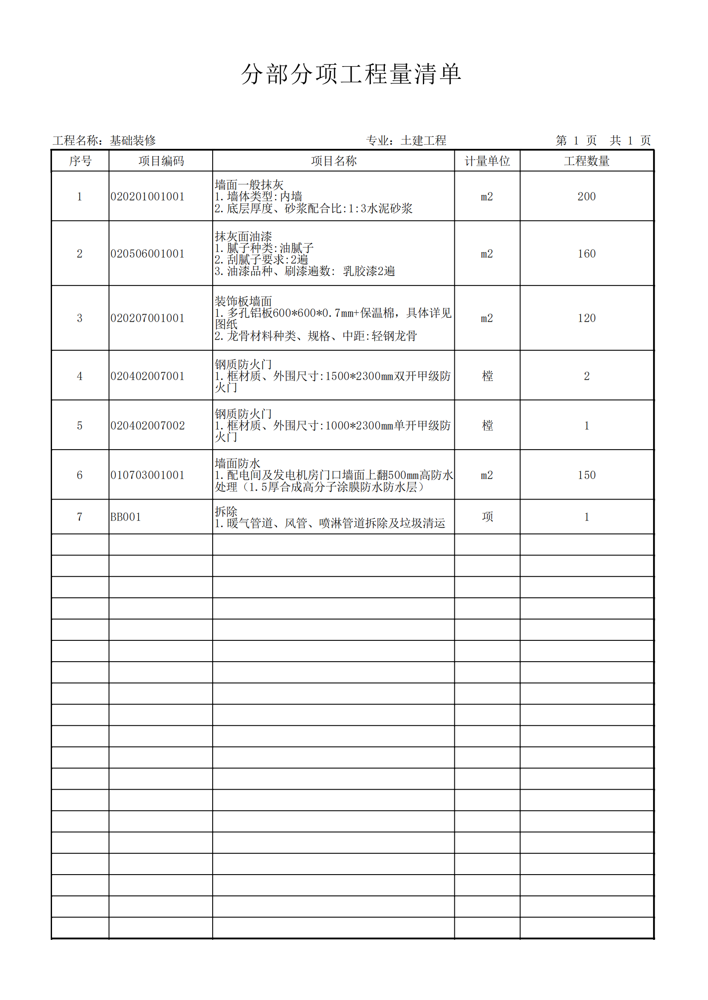 分部分项工程量清单
工程名称：基础装修 专业：土建工程 第 1 页 共 1 页
序号 项目编码 项目名称 计量单位 工程数量
墙面一般抹灰
1 020201001001 1.墙体类型:内墙 m2 200
2.底层厚度、砂浆配合比:1:3水泥砂浆
抹灰面油漆
1.腻子种类:油腻子
2 020506001001 2.刮腻子要求:2遍 m2 160
3.油漆品种、刷漆遍数: 乳胶漆2遍
装饰板墙面
1.多孔铝板600*600*0.7mm+保温棉，具体详见
3 020207001001 图纸 m2 120
2.龙骨材料种类、规格、中距:轻钢龙骨
钢质防火门
4 020402007001 1.框材质、外围尺寸:1500*2300mm双开甲级防 樘 2
火门
钢质防火门
5 020402007002 1.框材质、外围尺寸:1000*2300mm单开甲级防 樘 1
火门
墙面防水
6 010703001001 1.配电间及发电机房门口墙面上翻500mm高防水 m2 150
处理（1.5厚合成高分子涂膜防水防水层）
拆除
7 BB001 1.暖气管道、风管、喷淋管道拆除及垃圾清运 项 1